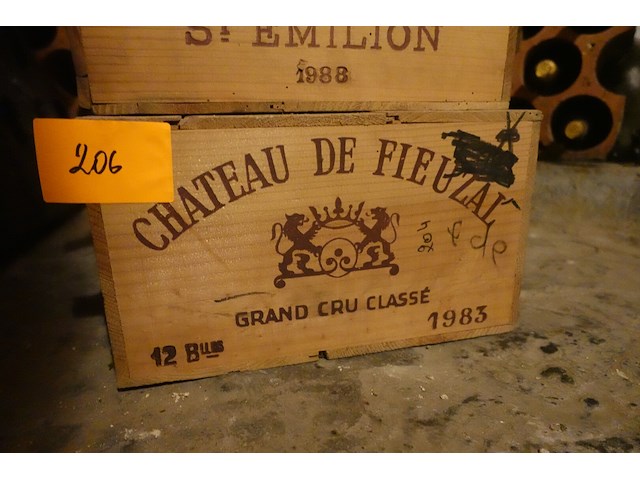 St EMILION
1988
206
CHATEAU DE FIEUZAL
GRAND CRU CLASSÉ
1983
12 Blles